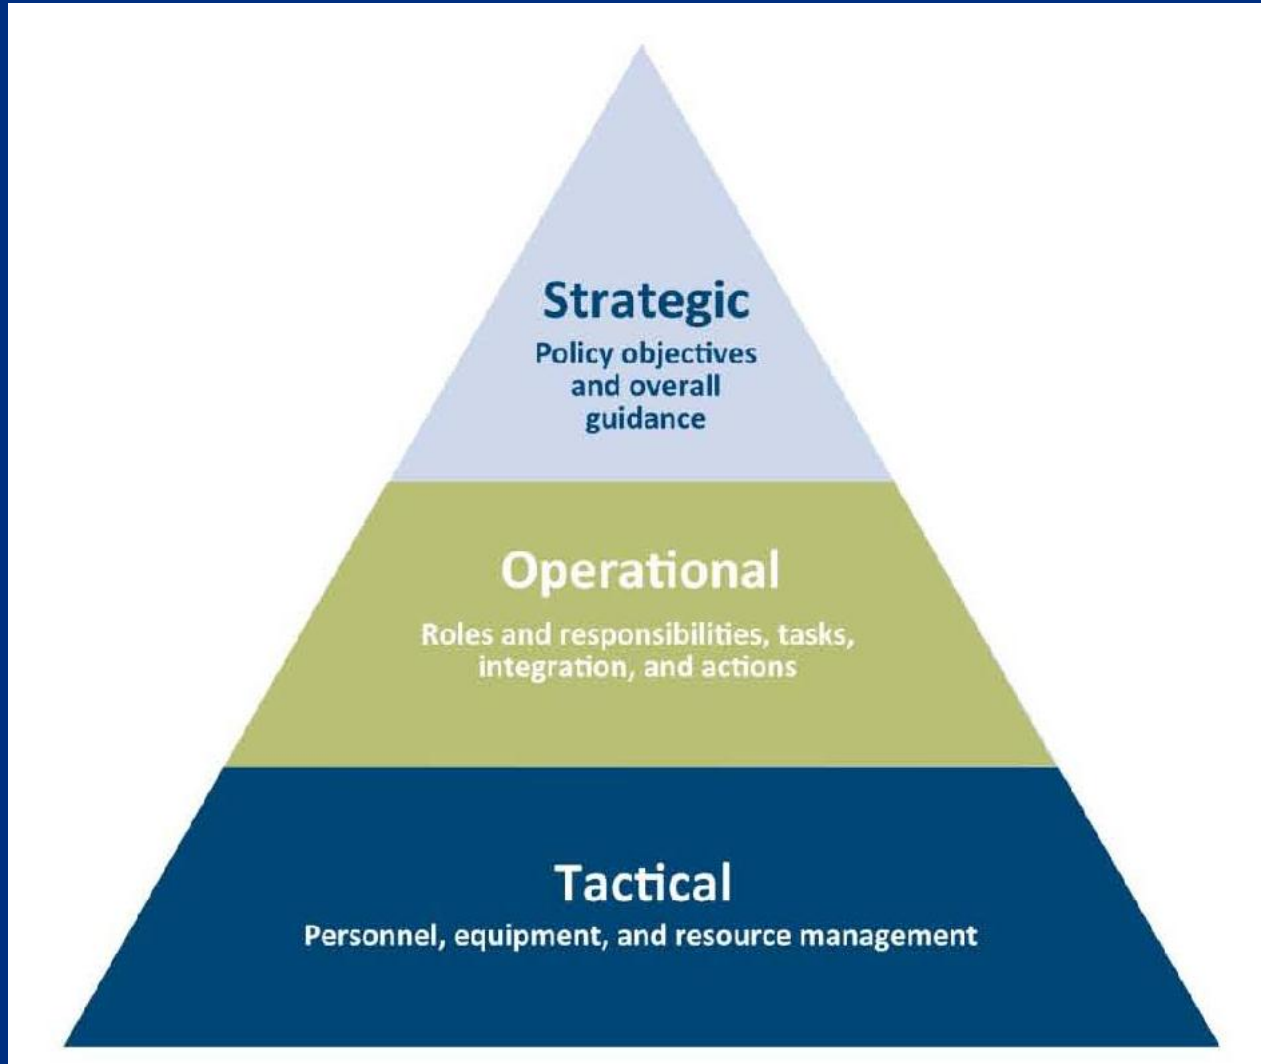 Strategic
Policy objectives
and overall
guidance
Operational
Roles and responsibilities, tasks,
integration, and actions
Tactical
Personnel, equipment, and resource management